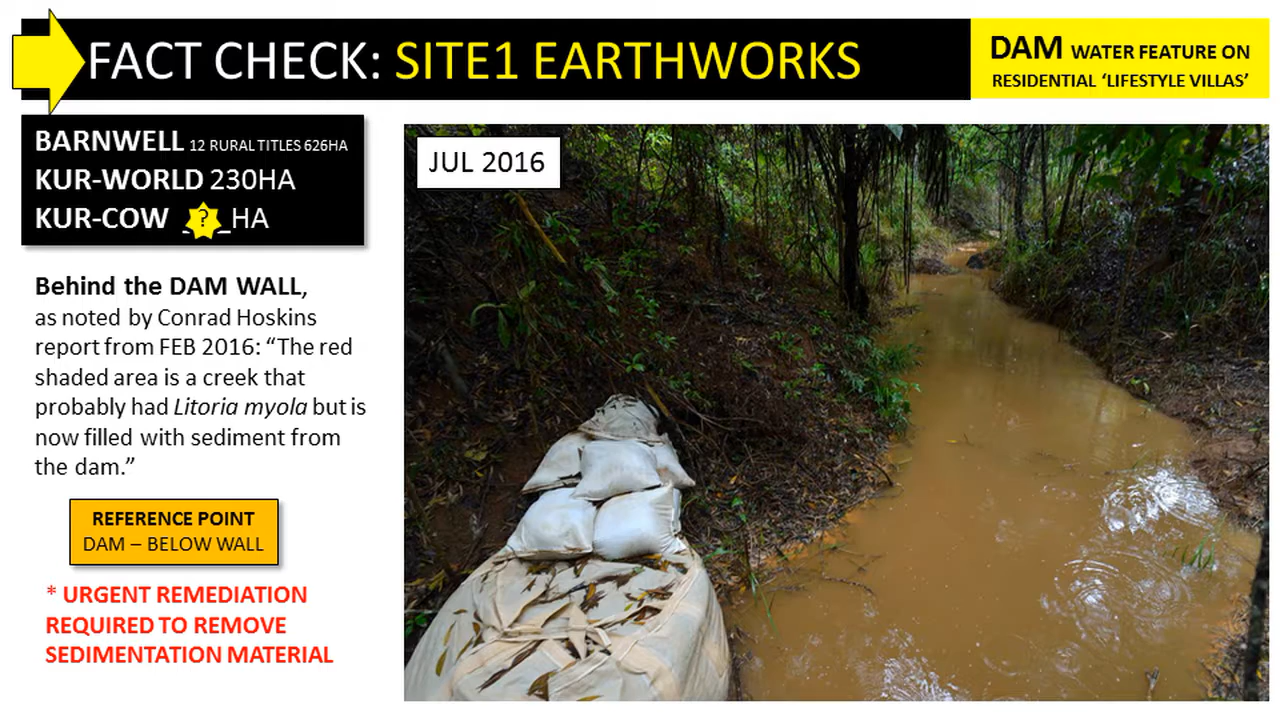 FACT CHECK: SITE1 EARTHWORKS
DAM WATER FEATURE ON
RESIDENTIAL ‘LIFESTYLE VILLAS’
BARNWELL 12 RURAL TITLES 626HA
KUR-WORLD 230HA
KUR-COW _?_HA
JUL 2016
Behind the DAM WALL,
as noted by Conrad Hoskins
report from FEB 2016: “The red
shaded area is a creek that
probably had Litoria myola but is
now filled with sediment from
the dam.”
REFERENCE POINT
DAM – BELOW WALL
* URGENT REMEDIATION
REQUIRED TO REMOVE
SEDIMENTATION MATERIAL